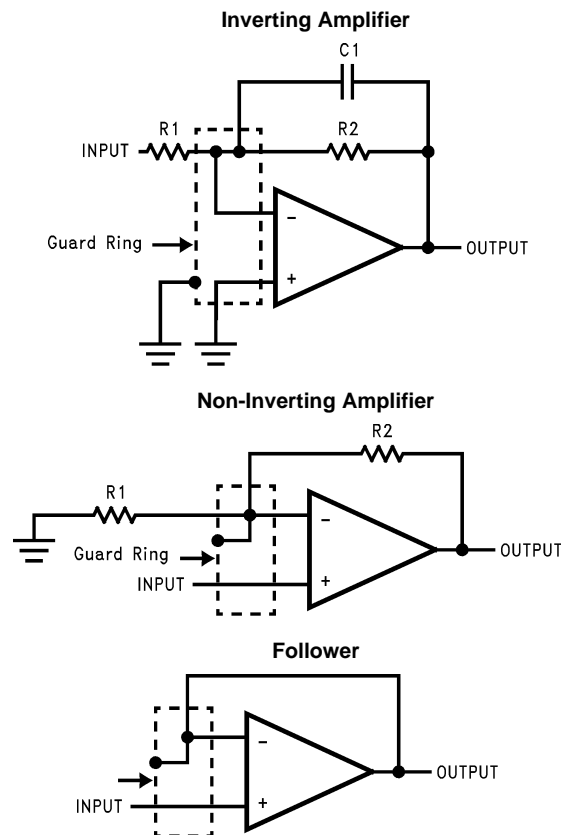 Inverting Amplifier
C1
R1
R2
INPUT
Guard Ring
-
+
OUTPUT
Non-Inverting Amplifier
R2
R1
-
Guard Ring
INPUT
+
OUTPUT
Follower
-
OUTPUT
INPUT
+